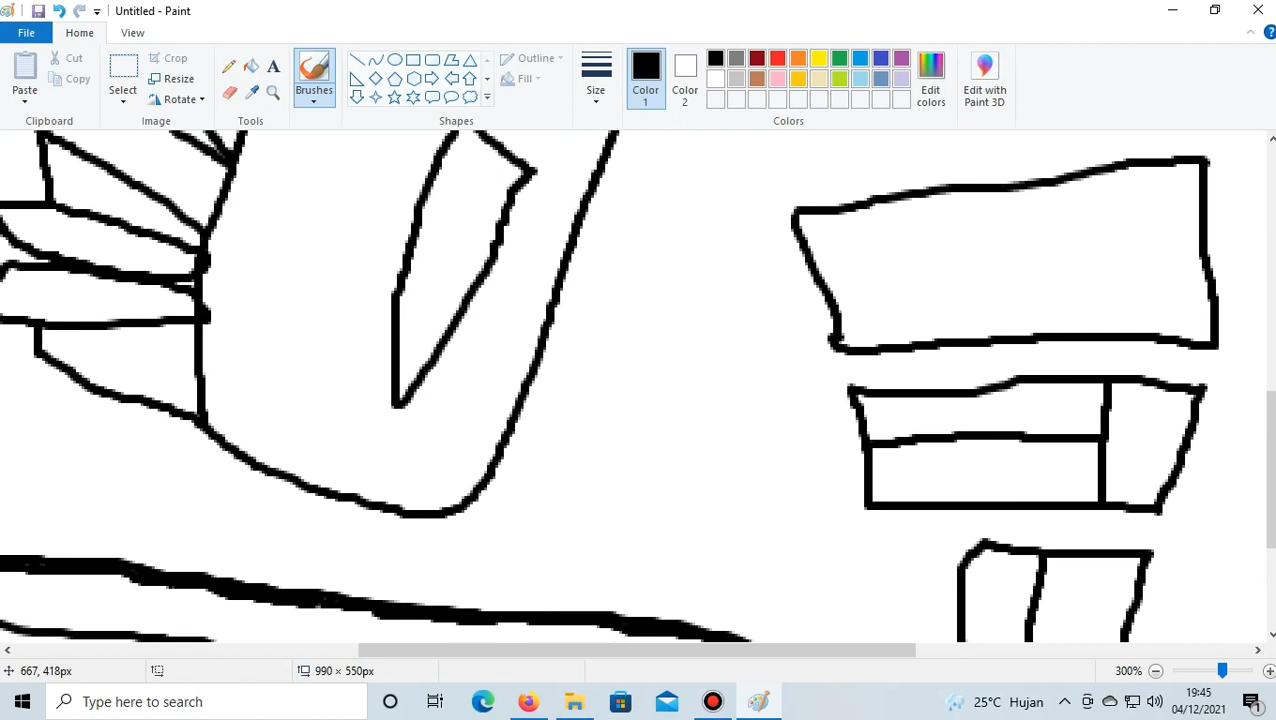 Untitled - Paint
File
Home
View
Paste
Cut
Copy
Clipboard
Select
Crop
Resize
Rotate
Image
A
Tools
Brushes
Outline
Fill
Shapes
Size
Color
1
Color
2
Edit
colors
Colors
Edit with
Paint 3D
667, 418px
990 × 550px
300%
Type here to search
25°C Hujan
19:45
04/12/2021
1